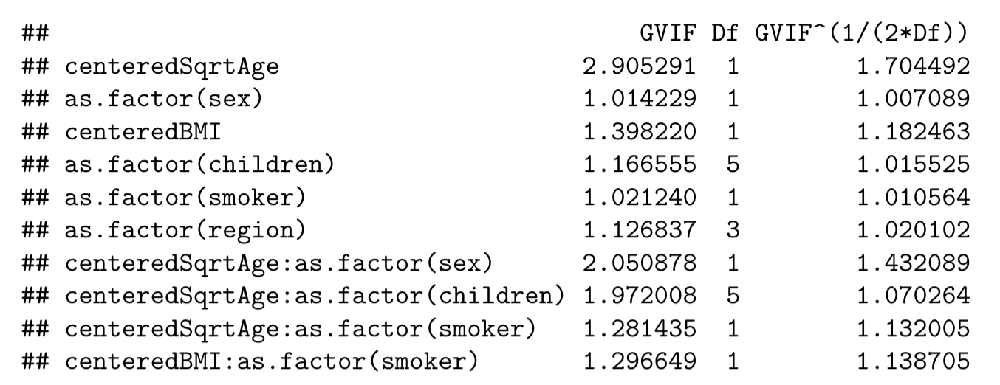 ## GVIF Df GVIF^(1/(2*Df))
## centeredSqrtAge 2.905291 1 1.704492
## as.factor(sex) 1.014229 1 1.007089
## centeredBMI 1.398220 1 1.182463
## as.factor(children) 1.166555 5 1.015525
## as.factor(smoker) 1.021240 1 1.010564
## as.factor(region) 1.126837 3 1.020102
## centeredSqrtAge:as.factor(sex) 2.050878 1 1.432089
## centeredSqrtAge:as.factor(children) 1.972008 5 1.070264
## centeredSqrtAge:as.factor(smoker) 1.281435 1 1.132005
## centeredBMI:as.factor(smoker) 1.296649 1 1.138705